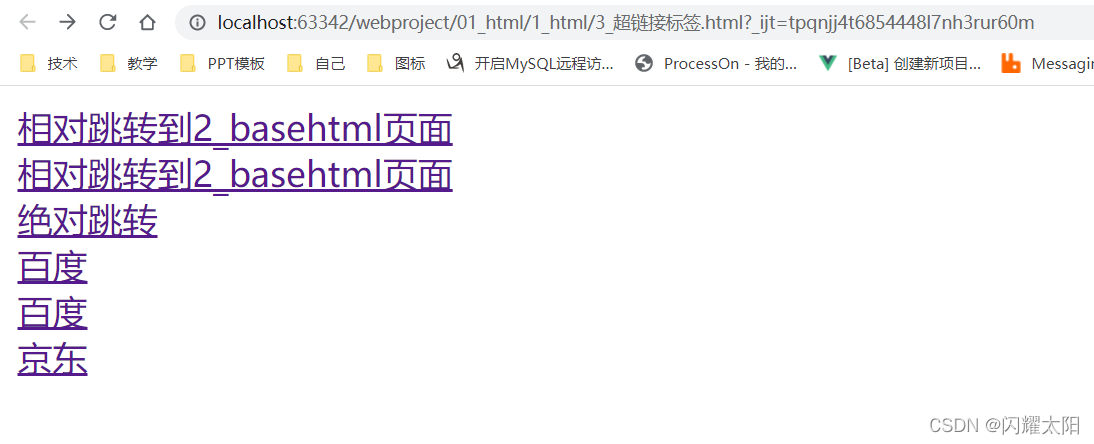 localhost:63342/webproject/01_html/1_html/3_超链接标签.html?_ijt=tpqnjj4t6854448l7nh3rur60m
技术 教学 PPT模板 自己 图标 开启MySQL远程访... ProcessOn - 我的... [Beta] 创建新项目... Messagin
相对跳转到2_basehtml页面
相对跳转到2_basehtml页面
绝对跳转
百度
百度
京东
CSDN @闪耀太阳